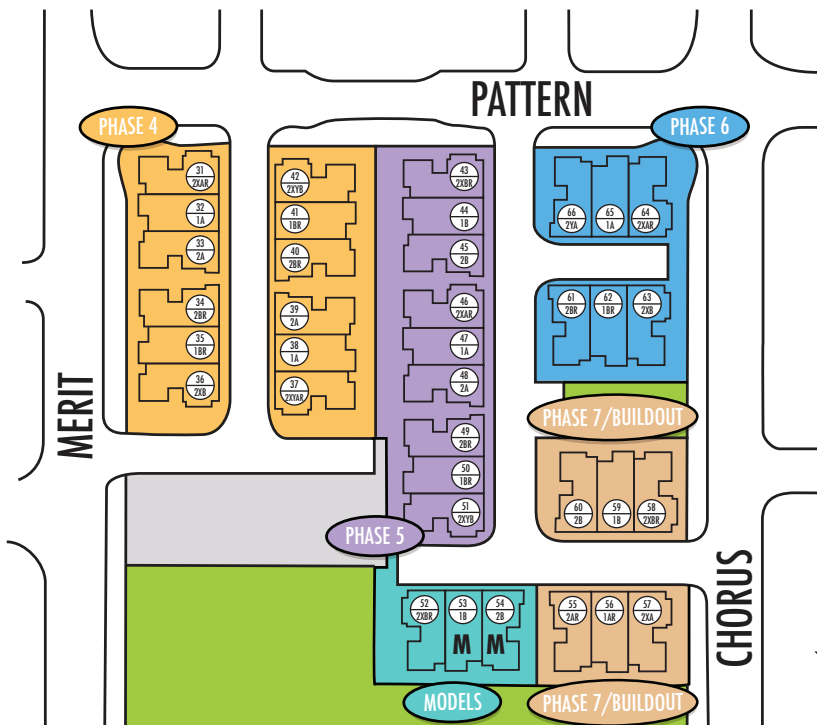 PATTERN
PHASE 4
PHASE 6
31
2XAR
32
1A
33
2A
34
2BR
35
1BR
36
2XB
42
2XYB
41
1BR
40
2BR
39
2A
38
1A
37
2XYAR
43
2XBR
44
1B
45
2B
46
2XAR
47
1A
48
2A
49
2BR
50
1BR
51
2XYB
66
2YA
65
1A
64
2XAR
61
2BR
62
1BR
63
2XB
MERIT
PHASE 7/BUILDOUT
60
2B
59
1B
58
2XBR
PHASE 5
CHORUS
52
2XBR
53
1B
54
2B
M
M
55
2AR
56
1AR
57
2XA
MODELS
PHASE 7/BUILDOUT